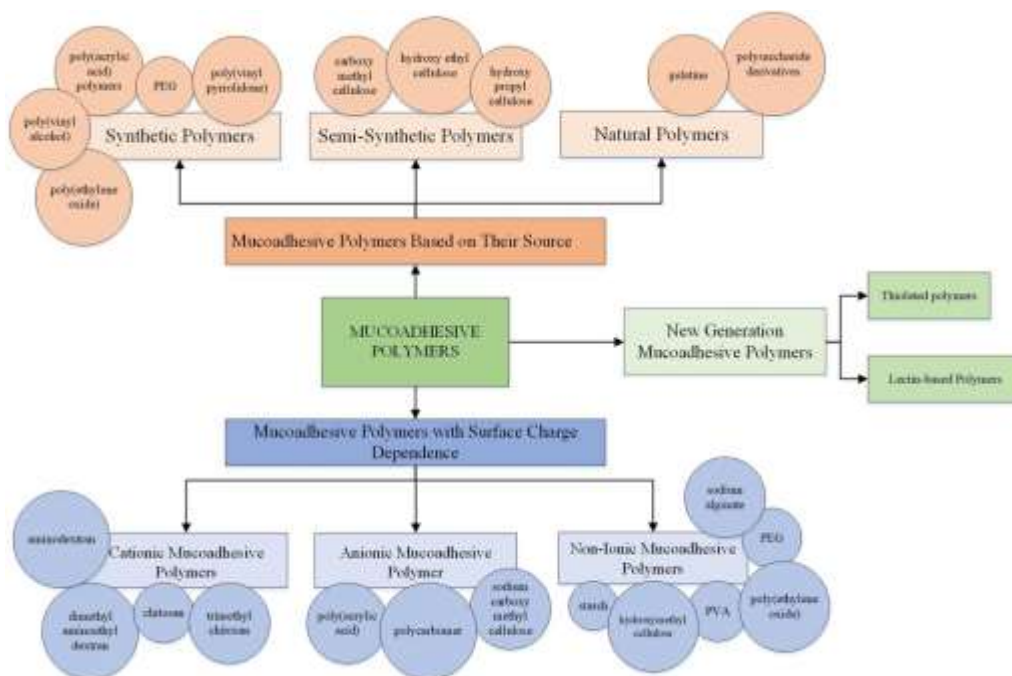 poly(acrylic
acid)
polymers
PEG
poly(vinyl
pyrrolidone)
poly(vinyl
alcohol)
poly(ethylene
oxide)
Synthetic Polymers
carboxy
methyl
cellulose
hydroxy ethyl
cellulose
hydroxy
propyl
cellulose
Semi-Synthetic Polymers
gelatine
polysaccharide
derivatives
Natural Polymers
Mucoadhesive Polymers Based on Their Source
MUCOADHESIVE
POLYMERS
New Generation
Mucoadhesive Polymers
Thiolated polymers
Lectin-based Polymers
Mucoadhesive Polymers with Surface Charge
Dependence
aminodextran
Cationic Mucoadhesive
Polymers
dimethyl
aminoethyl
dextran
chitosan
trimethyl
chitosan
Anionic Mucoadhesive
Polymer
poly(acrylic
acid)
sodium
carboxy
methyl
cellulose
sodium
alginate
PEG
Non-Ionic Mucoadhesive
Polymers
starch
cellulose
PVA
poly(ethylene
oxide)